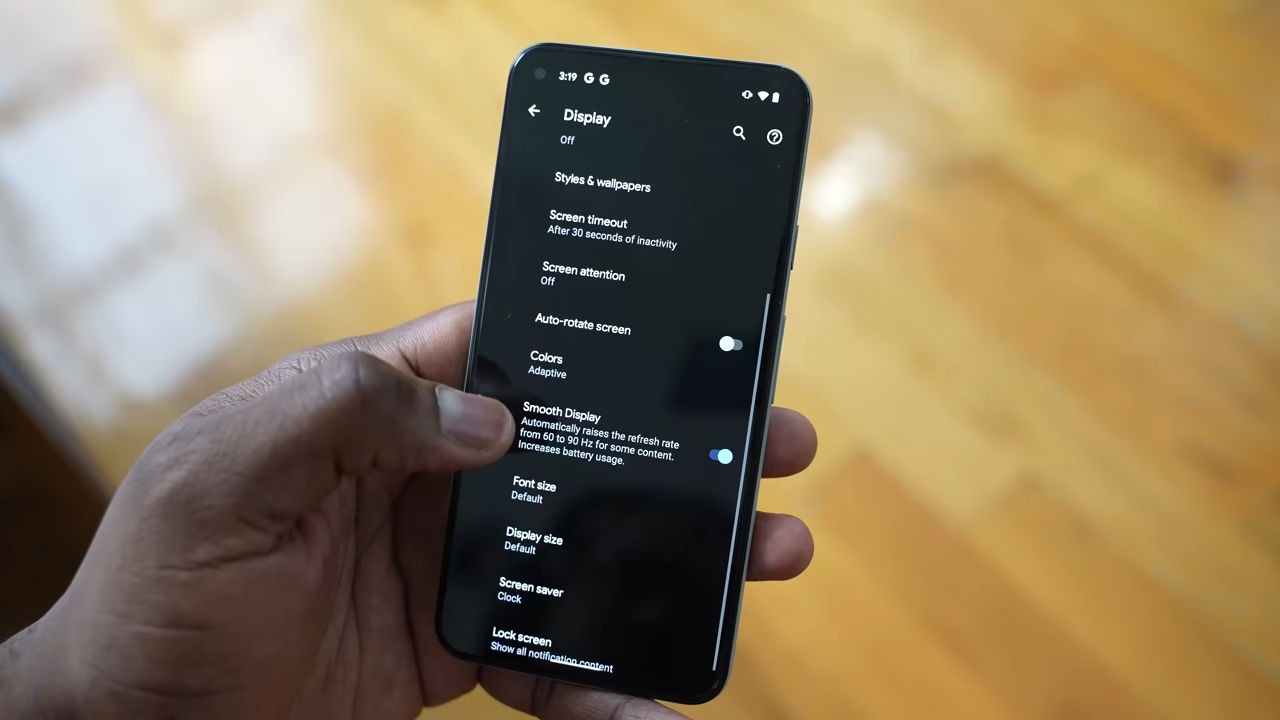 3:19 G G
Display
Off
Styles & wallpapers
Screen timeout
After 30 seconds of inactivity
Screen attention
Off
Auto-rotate screen
Colors
Adaptive
Smooth Display
Automatically raises the refresh rate
from 60 to 90 Hz for some content.
Increases battery usage.
Font size
Default
Display size
Default
Screen saver
Clock
Lock screen
Show all notification content